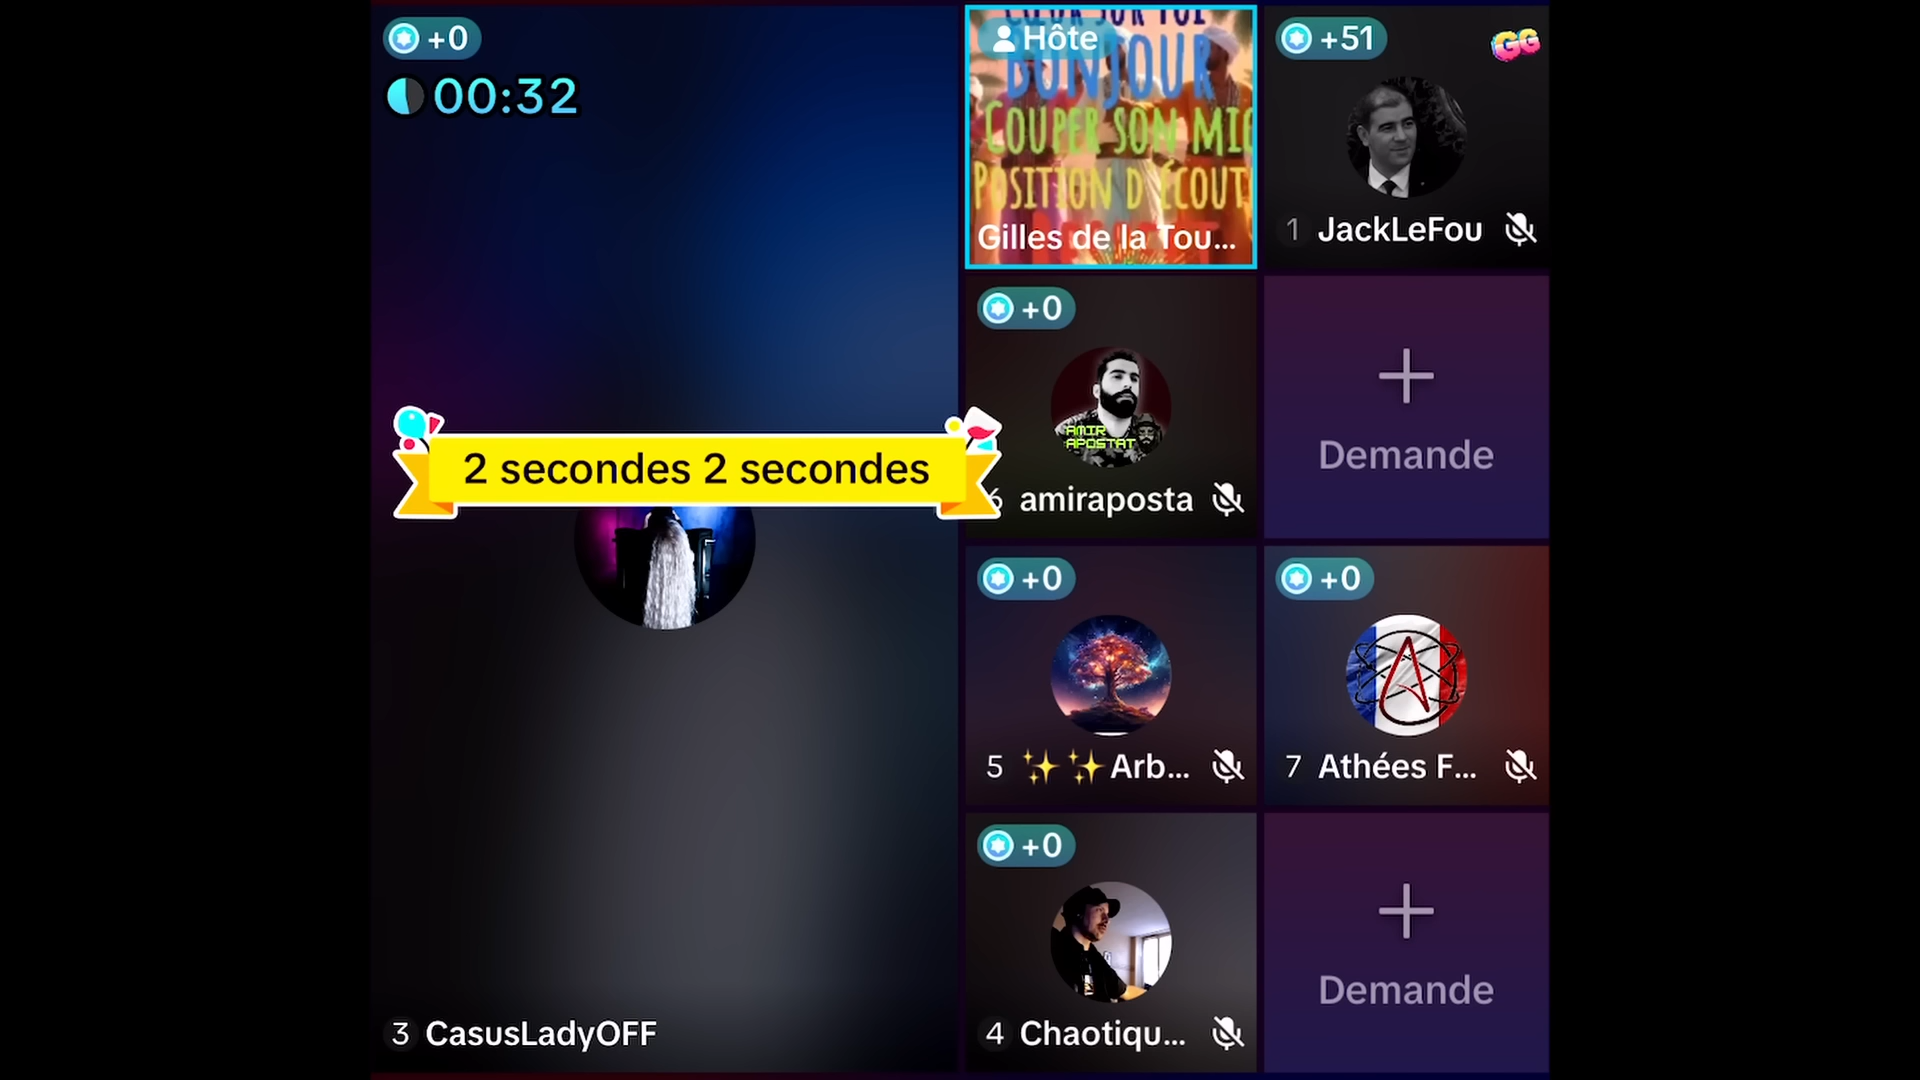 +0
00:32
2 secondes 2 secondes
3 CasusLadyOFF
Hôte
BONJOUR
COUPER SON MIC
POSITION D'ÉCOUT
Gilles de la Tou...
+51
GG
1 JackLeFou
+0
AMIR
APOSTAT
6 amiraposta
Demande
+0
5 ✨✨Arb...
+0
7 Athées F...
+0
4 Chaotiqu...
Demande